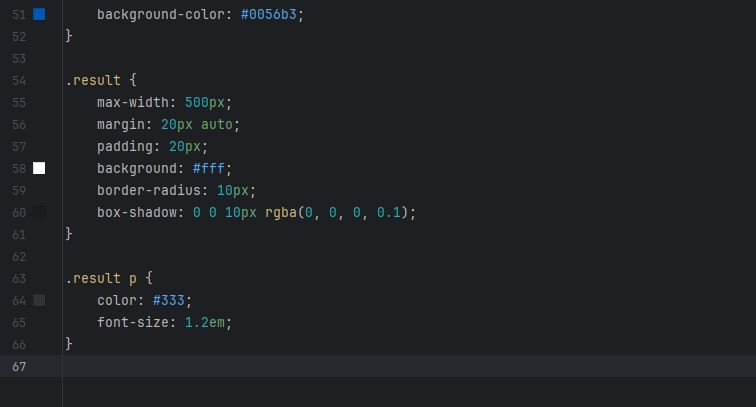 51     background-color: #0056b3;
52 }
53
54 .result {
55     max-width: 500px;
56     margin: 20px auto;
57     padding: 20px;
58     background: #fff;
59     border-radius: 10px;
60     box-shadow: 0 0 10px rgba(0, 0, 0, 0.1);
61 }
62
63 .result p {
64     color: #333;
65     font-size: 1.2em;
66 }
67